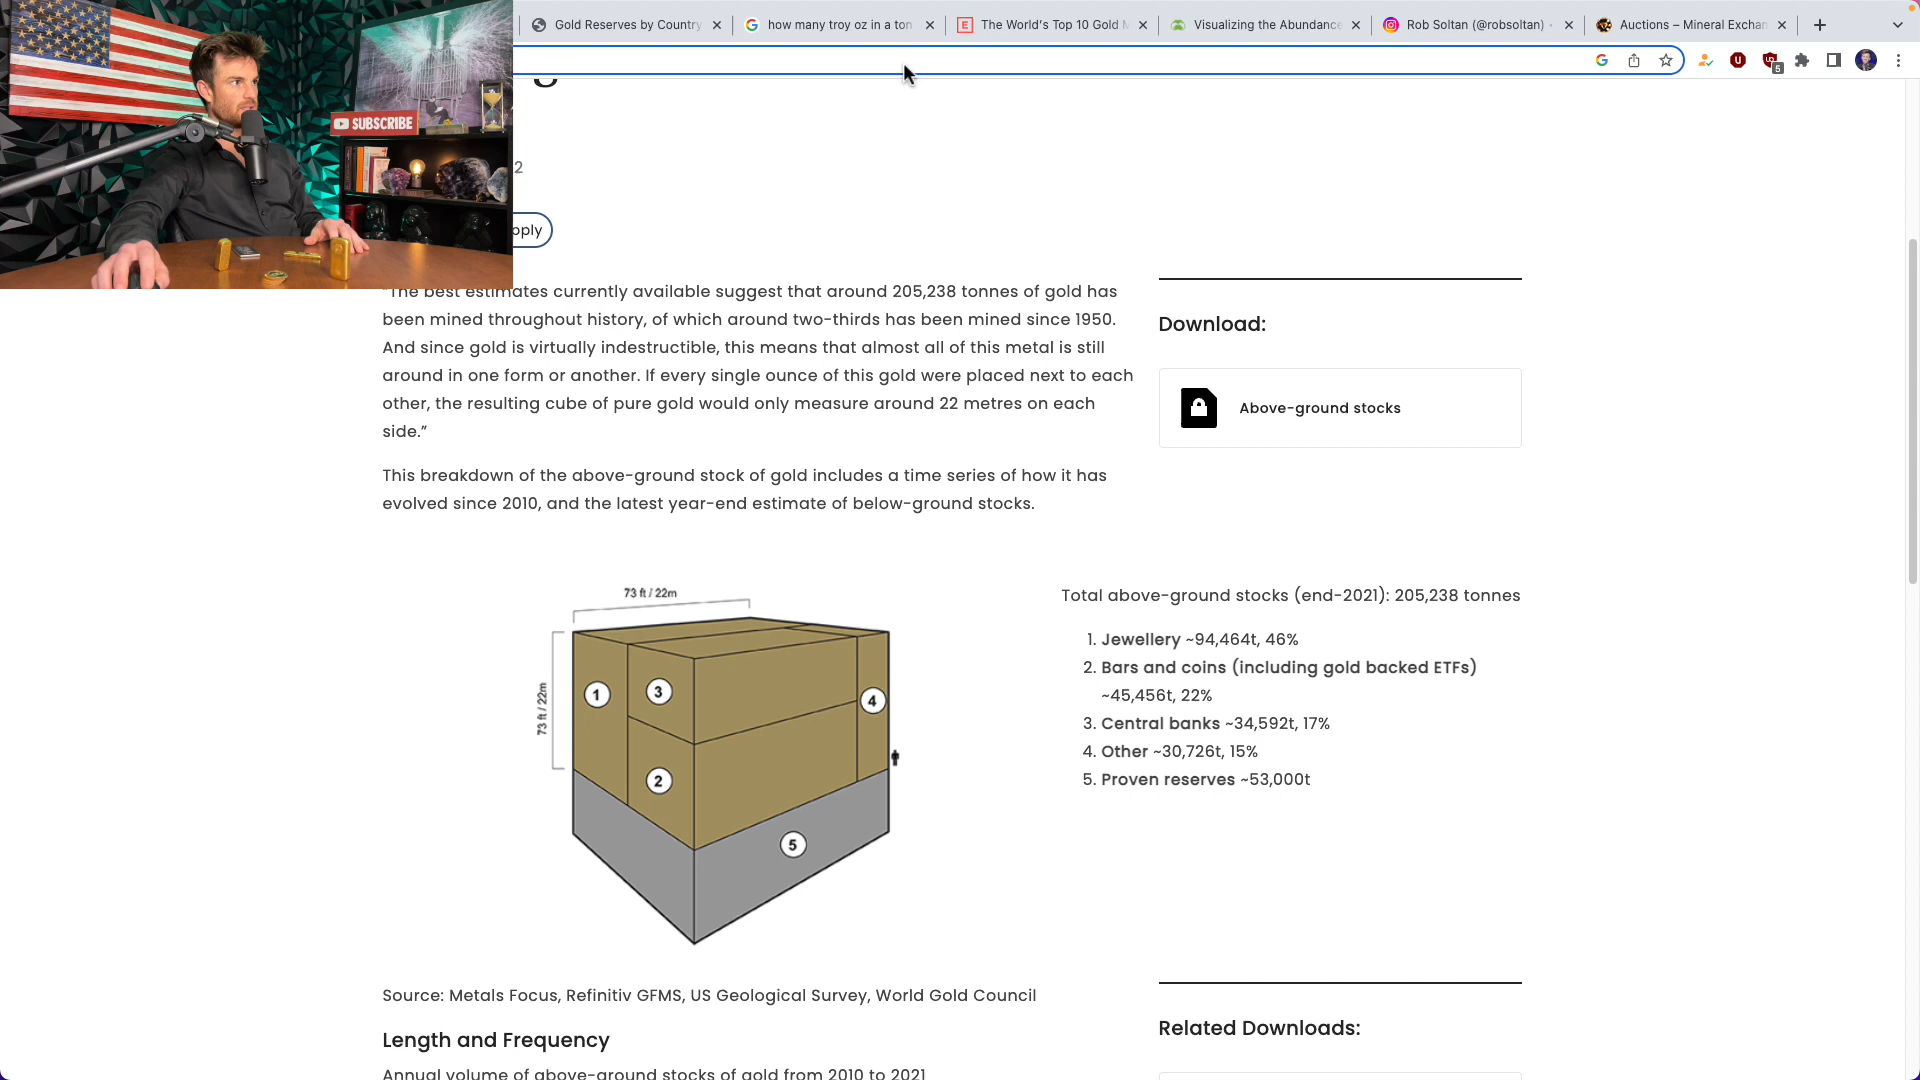 Gold Reserves by Country
how many troy oz in a ton
The World's Top 10 Gold M
Visualizing the Abundance
Rob Soltan (@robsoltan)
Auctions – Mineral Exchan
5
SUBSCRIBE
2
pply
"The best estimates currently available suggest that around 205,238 tonnes of gold has
been mined throughout history, of which around two-thirds has been mined since 1950.
And since gold is virtually indestructible, this means that almost all of this metal is still
around in one form or another. If every single ounce of this gold were placed next to each
other, the resulting cube of pure gold would only measure around 22 metres on each
side.”
This breakdown of the above-ground stock of gold includes a time series of how it has
evolved since 2010, and the latest year-end estimate of below-ground stocks.
Download:
Above-ground stocks
73 ft / 22m
73 ft / 22m
1
3
4
2
5
Total above-ground stocks (end-2021): 205,238 tonnes
1. Jewellery ~94,464t, 46%
2. Bars and coins (including gold backed ETFs)
~45,456t, 22%
3. Central banks ~34,592t, 17%
4. Other ~30,726t, 15%
5. Proven reserves ~53,000t
Source: Metals Focus, Refinitiv GFMS, US Geological Survey, World Gold Council
Length and Frequency
Annual volume of above-ground stocks of gold from 2010 to 2021
Related Downloads: